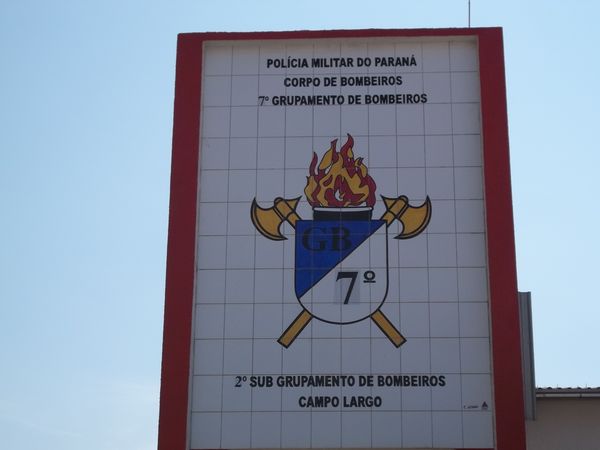 POLÍCIA MILITAR DO PARANÁ
CORPO DE BOMBEIROS
7º GRUPAMENTO DE BOMBEIROS
GB
7º
2º SUB GRUPAMENTO DE BOMBEIROS
CAMPO LARGO